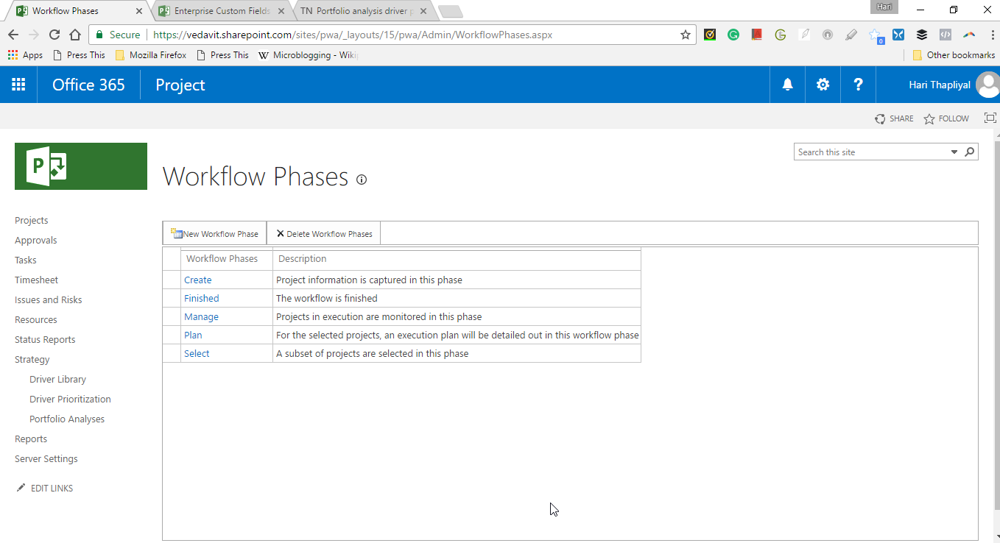 Workflow Phases
Enterprise Custom Fields
TN Portfolio analysis driver p
Hari
Secure
https://vedavit.sharepoint.com/sites/pwa/_layouts/15/pwa/Admin/WorkflowPhases.aspx
0
Apps
Press This
Mozilla Firefox
Press This
W Microblogging - Wiki
Other bookmarks
Office 365
Project
?
Hari Thapliyal
SHARE
FOLLOW
P
Search this site
Workflow Phases
Projects
Approvals
Tasks
Timesheet
Issues and Risks
Resources
Status Reports
Strategy
Driver Library
Driver Prioritization
Portfolio Analyses
Reports
Server Settings
EDIT LINKS
New Workflow Phase
Delete Workflow Phases
Workflow Phases Description
Create Project information is captured in this phase
Finished The workflow is finished
Manage Projects in execution are monitored in this phase
Plan For the selected projects, an execution plan will be detailed out in this workflow phase
Select A subset of projects are selected in this phase